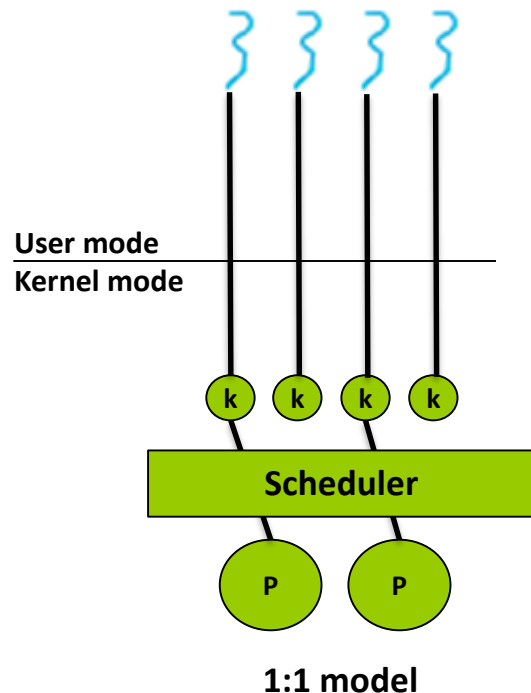 User mode
Kernel mode
k k k k
Scheduler
P P
1:1 model